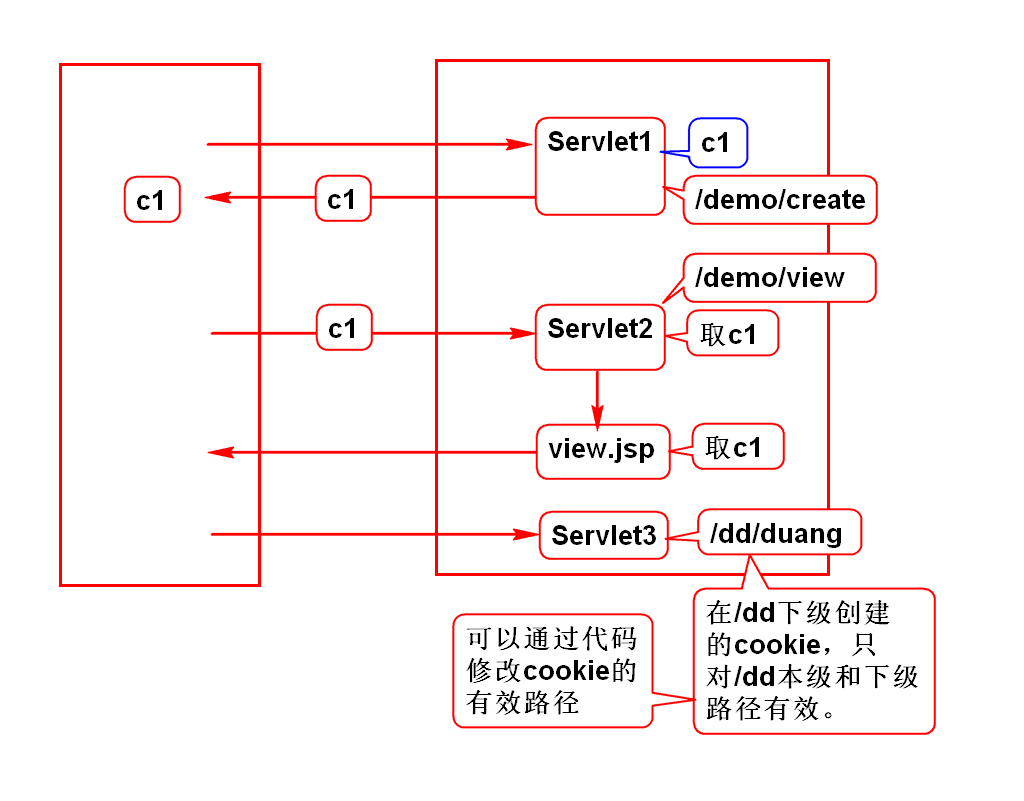 Servlet1
c1
c1
c1
/demo/create
/demo/view
c1
Servlet2
取c1
view.jsp
取c1
Servlet3
/dd/duang
可以通过代码
修改cookie的
有效路径
在/dd下级创建
的cookie，只
对/dd本级和下级
路径有效。